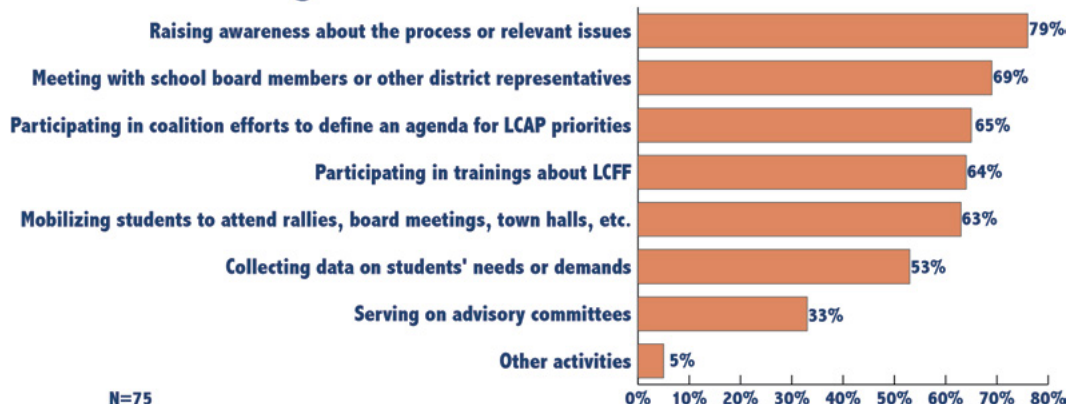 Raising awareness about the process or relevant issues 79%
Meeting with school board members or other district representatives 69%
Participating in coalition efforts to define an agenda for LCAP priorities 65%
Participating in trainings about LCFF 64%
Mobilizing students to attend rallies, board meetings, town halls, etc. 63%
Collecting data on students' needs or demands 53%
Serving on advisory committees 33%
Other activities 5%
N=75 0% 10% 20% 30% 40% 50% 60% 70% 80%